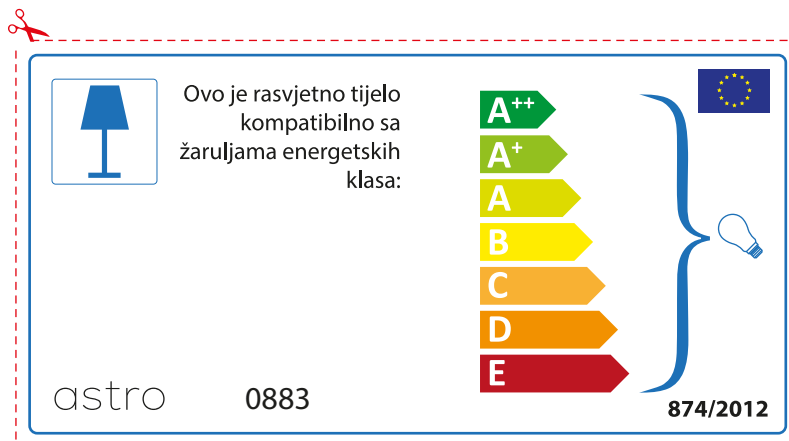 Ovo je rasvjetno tijelo
kompatibilno sa
žaruljama energetskih
klasa:
A++
A+
A
B
C
D
E
astro
0883
874/2012